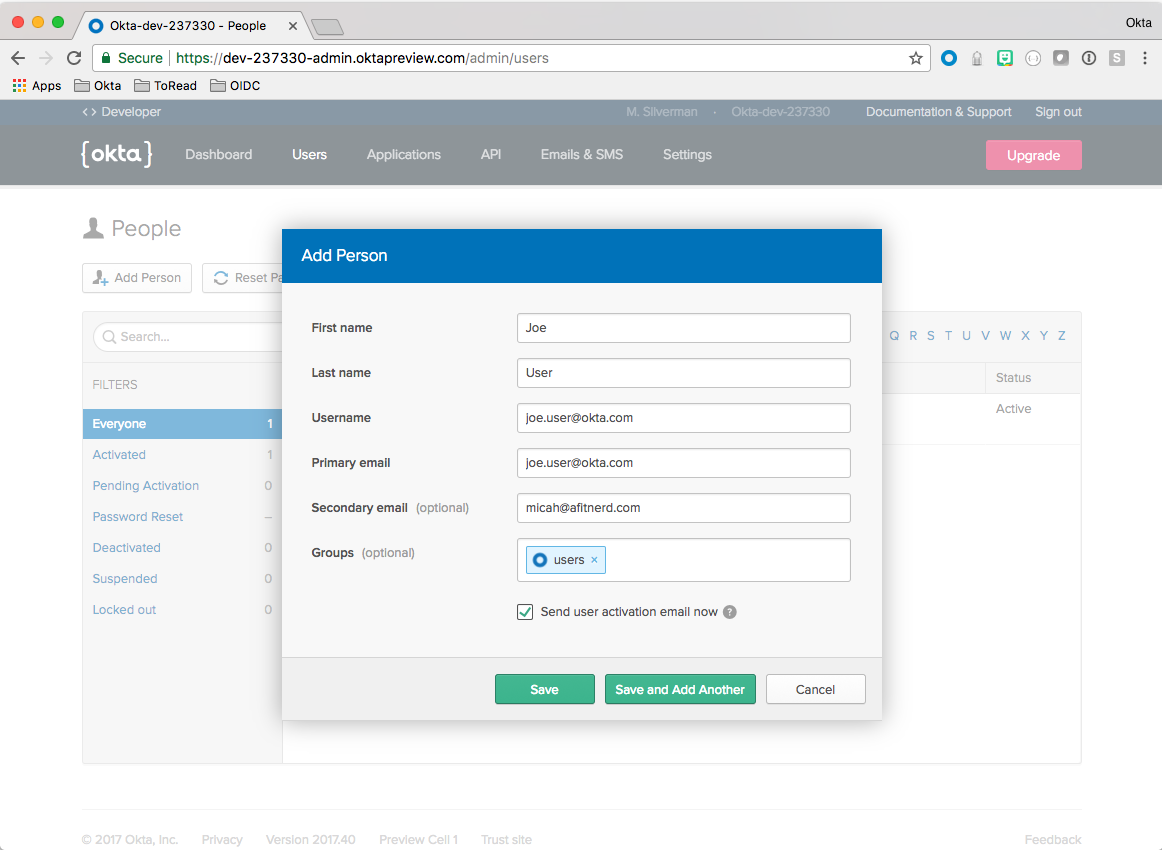 Okta-dev-237330 - People
Okta
Secure https://dev-237330-admin.oktapreview.com/admin/users
S
Apps Okta ToRead OIDC
<> Developer M. Silverman · Okta-dev-237330 Documentation & Support Sign out
{okta} Dashboard Users Applications API Emails & SMS Settings Upgrade
People
Add Person Reset
Search...
Q R S T U V W X Y Z
FILTERS
Status
Everyone 1
Active
Activated 1
Pending Activation 0
Password Reset –
Deactivated 0
Suspended 0
Locked out 0
Add Person
First name Joe
Last name User
Username joe.user@okta.com
Primary email joe.user@okta.com
Secondary email (optional) micah@afitnerd.com
Groups (optional) users ×
Send user activation email now ?
Save Save and Add Another Cancel
© 2017 Okta, Inc. Privacy Version 2017.40 Preview Cell 1 Trust site Feedback